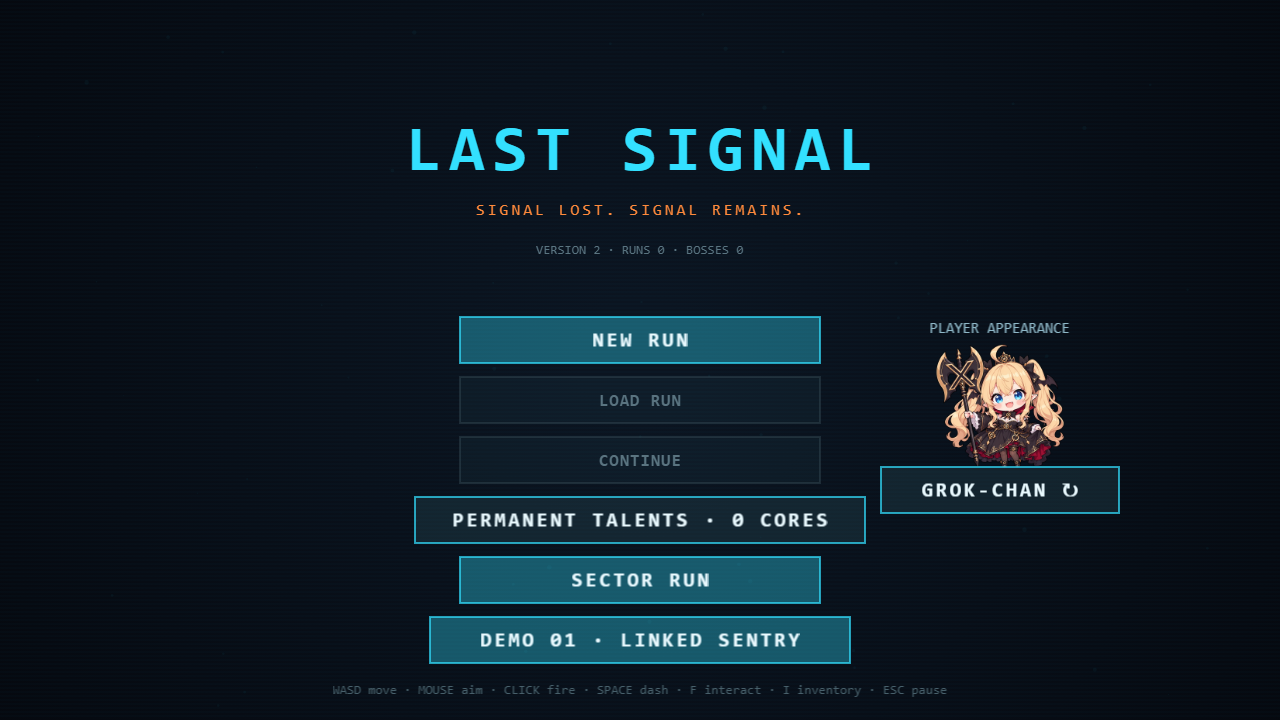 LAST SIGNAL
SIGNAL LOST. SIGNAL REMAINS.
VERSION 2 · RUNS 0 · BOSSES 0
NEW RUN
LOAD RUN
CONTINUE
PERMANENT TALENTS · 0 CORES
SECTOR RUN
DEMO 01 · LINKED SENTRY
PLAYER APPEARANCE
GROK-CHAN ↻
WASD move · MOUSE aim · CLICK fire · SPACE dash · F interact · I inventory · ESC pause